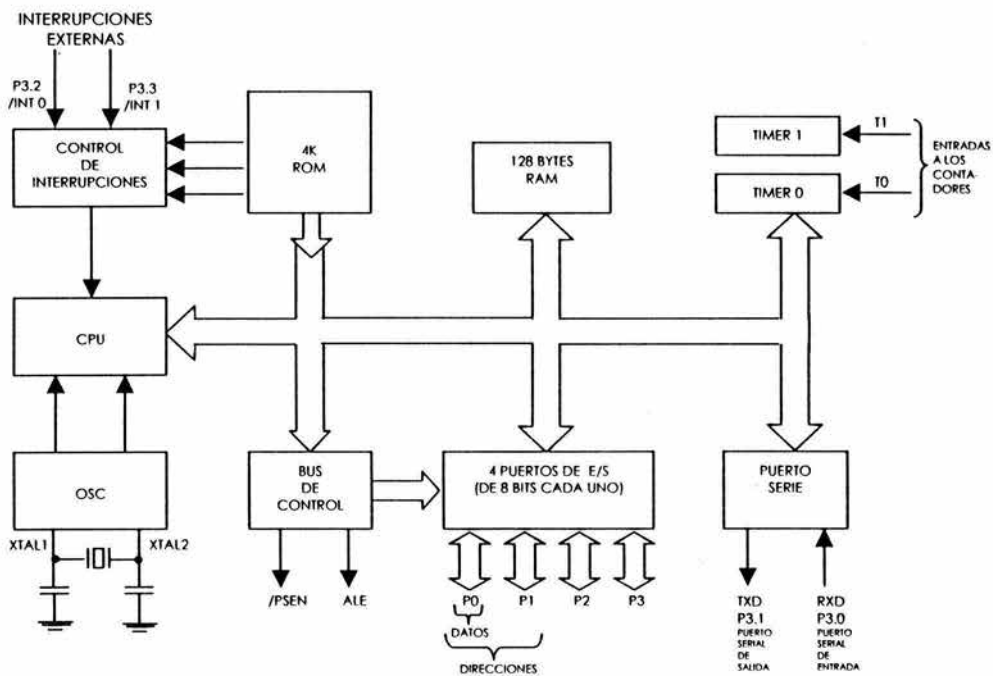 INTERRUPCIONES
EXTERNAS
P3.2
/INT 0
P3.3
/INT 1
CONTROL
DE
INTERRUPCIONES
4K
ROM
128 BYTES
RAM
TIMER 1
T1
TIMER 0
T0
ENTRADAS
A LOS
CONTA-
DORES
CPU
OSC
XTAL1
XTAL2
BUS
DE
CONTROL
/PSEN
ALE
4 PUERTOS DE E/S
(DE 8 BITS CADA UNO)
P0
P1
P2
P3
DATOS
DIRECCIONES
PUERTO
SERIE
TXD
P3.1
PUERTO
SERIAL
DE
SALIDA
RXD
P3.0
PUERTO
SERIAL
DE
ENTRADA